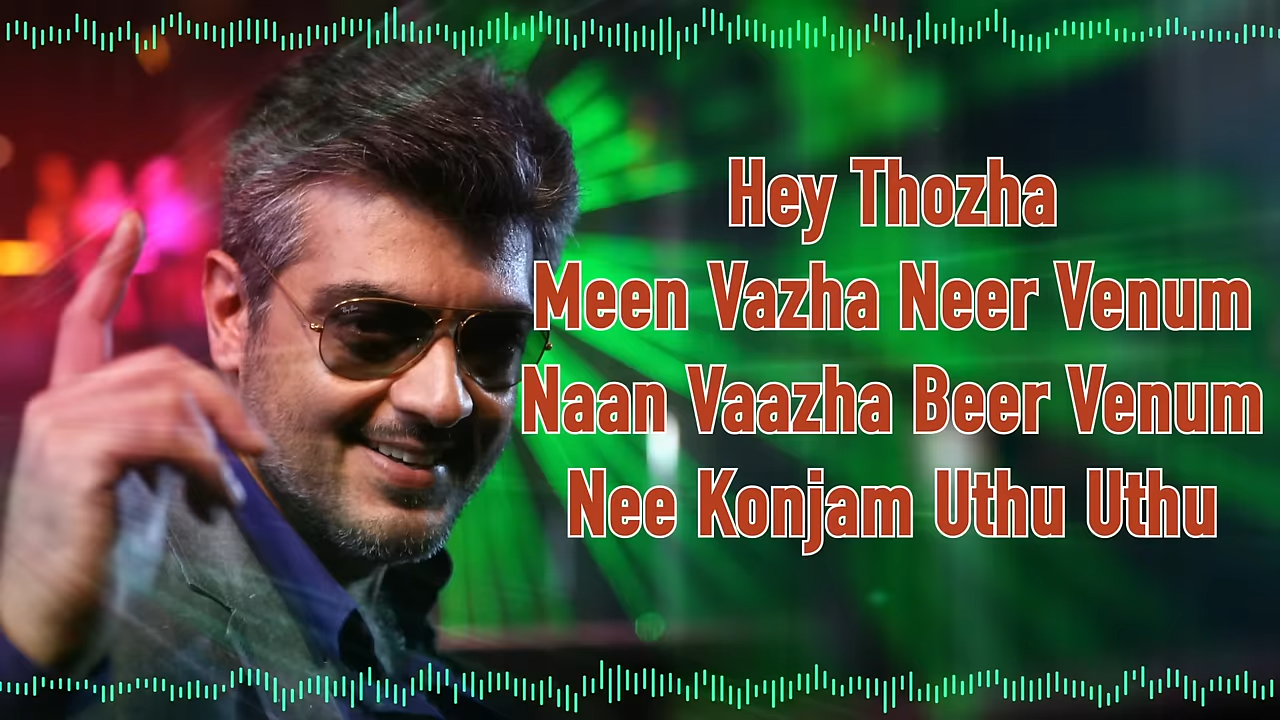 Hey Thozha
Meen Vazha Neer Venum
Naan Vaazha Beer Venum
Nee Konjam Uthu Uthu